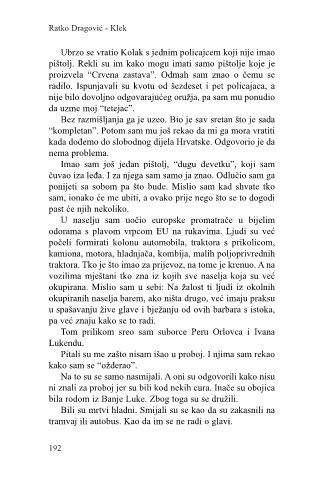 Ratko Dragović - Klek
Ubrzo se vratio Kolak s jednim policajcem koji nije imao
pištolj. Rekli su im kako mogu imati samo pištolje koje je
proizvela “Crvena zastava”. Odmah sam znao o čemu se
radilo. Ispunjavali su kvotu od šezdeset i pet policajaca, a
nije bilo dovoljno odgovarajućeg oružja, pa sam mu ponudio
da uzme moj “tetejac”.
Bez razmišljanja ga je uzeo. Bio je sav sretan što je sada
“kompletan”. Potom sam mu još rekao da mi ga mora vratiti
kada dođemo do slobodnog dijela Hrvatske. Odgovorio je da
nema problema.
Imao sam još jedan pištolj, “dugu devetku”, koji sam
čuvao iza leđa. I za njega sam samo ja znao. Odlučio sam ga
ponijeti sa sobom pa što bude. Mislio sam kad shvate tko
sam, ionako će me ubiti, a ovako prije nego što se to dogodi
past će njih nekoliko.
U naselju sam uočio europske promatrače u bijelim
odorama s plavom vrpcom EU na rukavima. Ljudi su već
počeli formirati kolonu automobila, traktora s prikolicom,
kamiona, motora, hladnjača, kombija, malih poljoprivrednih
traktora. Tko je što imao za prijevoz, na tome je krenuo. A na
vozilima mještani tko zna iz kojih sve naselja koja su već
okupirana. Mislio sam u sebi: Na žalost ti ljudi iz okolnih
okupiranih naselja barem, ako ništa drugo, već imaju praksu
u spašavanju žive glave i bježanju od ovih barbara s istoka,
pa već znaju kako se to radi.
Tom prilikom sreo sam suborce Peru Orlovca i Ivana
Lukendu.
Pitali su me zašto nisam išao u proboj. I njima sam rekao
kako sam se “ožderao”.
Na to su se samo nasmijali. A oni su odgovorili kako nisu
ni znali za proboj jer su bili kod nekih cura. Inače su obojica
bila rodom iz Banje Luke. Zbog toga su se družili.
Bili su mrtvi hladni. Smijali su se kao da su zakasnili na
tramvaj ili autobus. Kao da im se ne radi o glavi.
192